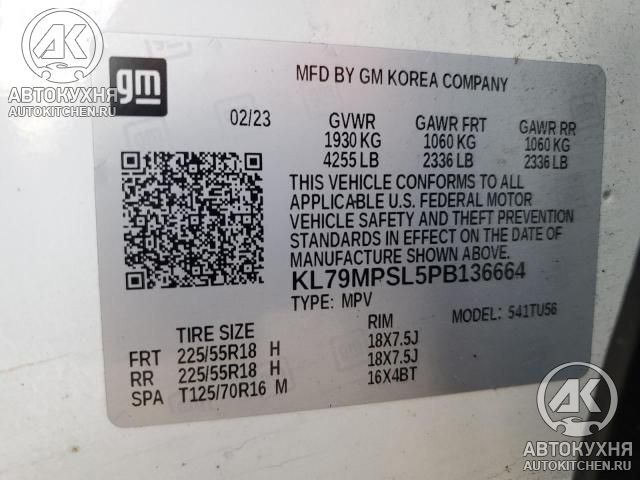 АК
АВТОКУХНЯ
AUTOKITCHEN.RU
gm
MFD BY GM KOREA COMPANY
02/23 GVWR GAWR FRT GAWR RR
1930 KG 1060 KG 1060 KG
4255 LB 2336 LB 2336 LB
THIS VEHICLE CONFORMS TO ALL
APPLICABLE U.S. FEDERAL MOTOR
VEHICLE SAFETY AND THEFT PREVENTION
STANDARDS IN EFFECT ON THE DATE OF
MANUFACTURE SHOWN ABOVE.
KL79MPSL5PB136664
TYPE: MPV MODEL: 541TU56
TIRE SIZE RIM
FRT 225/55R18 H 18X7.5J
RR 225/55R18 H 18X7.5J
SPA T125/70R16 M 16X4BT
АК
АВТОКУХНЯ
AUTOKITCHEN.RU